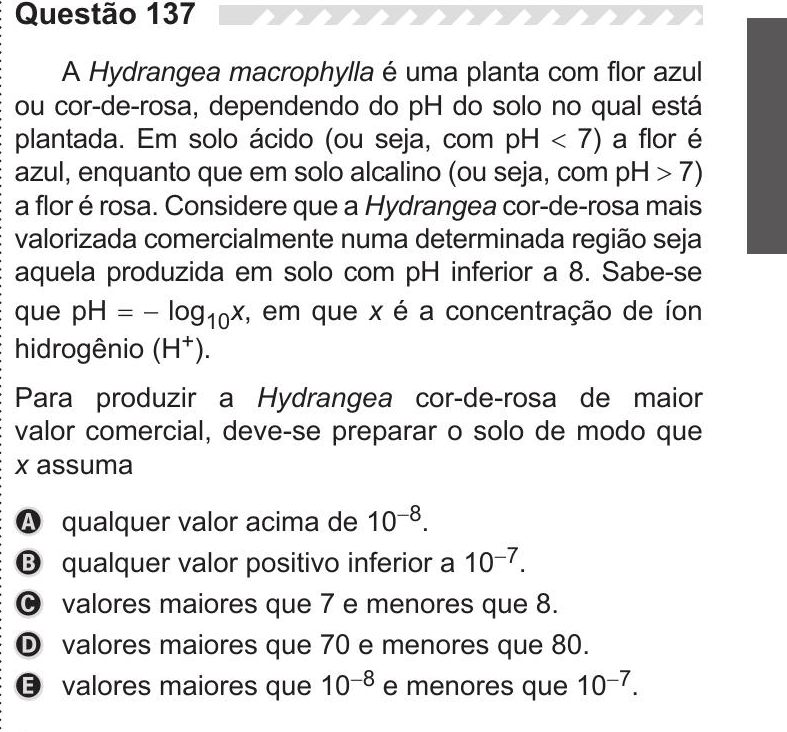 Questão 137
A Hydrangea macrophylla é uma planta com flor azul
ou cor-de-rosa, dependendo do pH do solo no qual está
plantada. Em solo ácido (ou seja, com pH < 7) a flor é
azul, enquanto que em solo alcalino (ou seja, com pH > 7)
a flor é rosa. Considere que a Hydrangea cor-de-rosa mais
valorizada comercialmente numa determinada região seja
aquela produzida em solo com pH inferior a 8. Sabe-se
que pH = – log₁₀x, em que x é a concentração de íon
hidrogênio (H⁺).
Para produzir a Hydrangea cor-de-rosa de maior
valor comercial, deve-se preparar o solo de modo que
x assuma
A qualquer valor acima de 10⁻⁸.
B qualquer valor positivo inferior a 10⁻⁷.
C valores maiores que 7 e menores que 8.
D valores maiores que 70 e menores que 80.
E valores maiores que 10⁻⁸ e menores que 10⁻⁷.